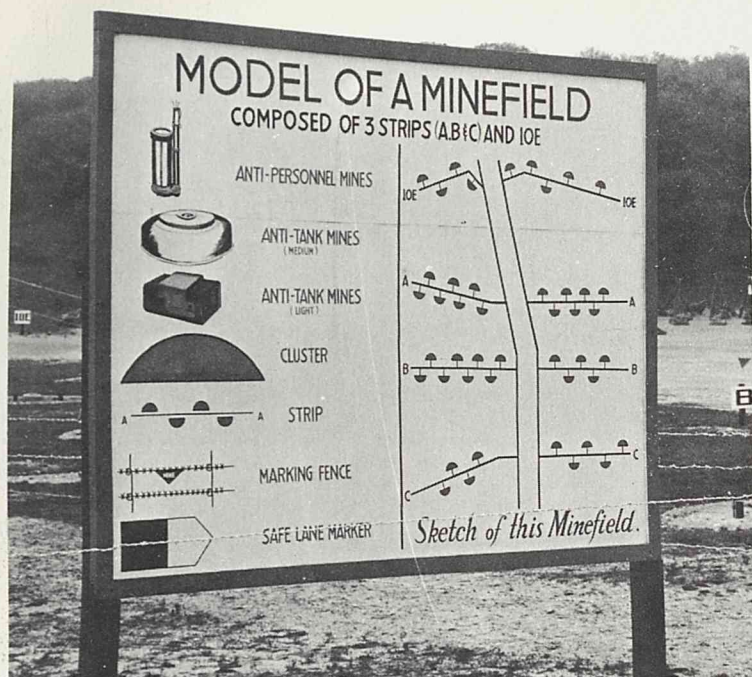 MODEL OF A MINEFIELD
COMPOSED OF 3 STRIPS (A.B&C) AND IOE
ANTI-PERSONNEL MINES
ANTI-TANK MINES
(MEDIUM)
ANTI-TANK MINES
(LIGHT)
CLUSTER
A A
STRIP
MARKING FENCE
SAFE LANE MARKER
IOE IOE
A A
B B
C C
Sketch of this Minefield.
IOE
B